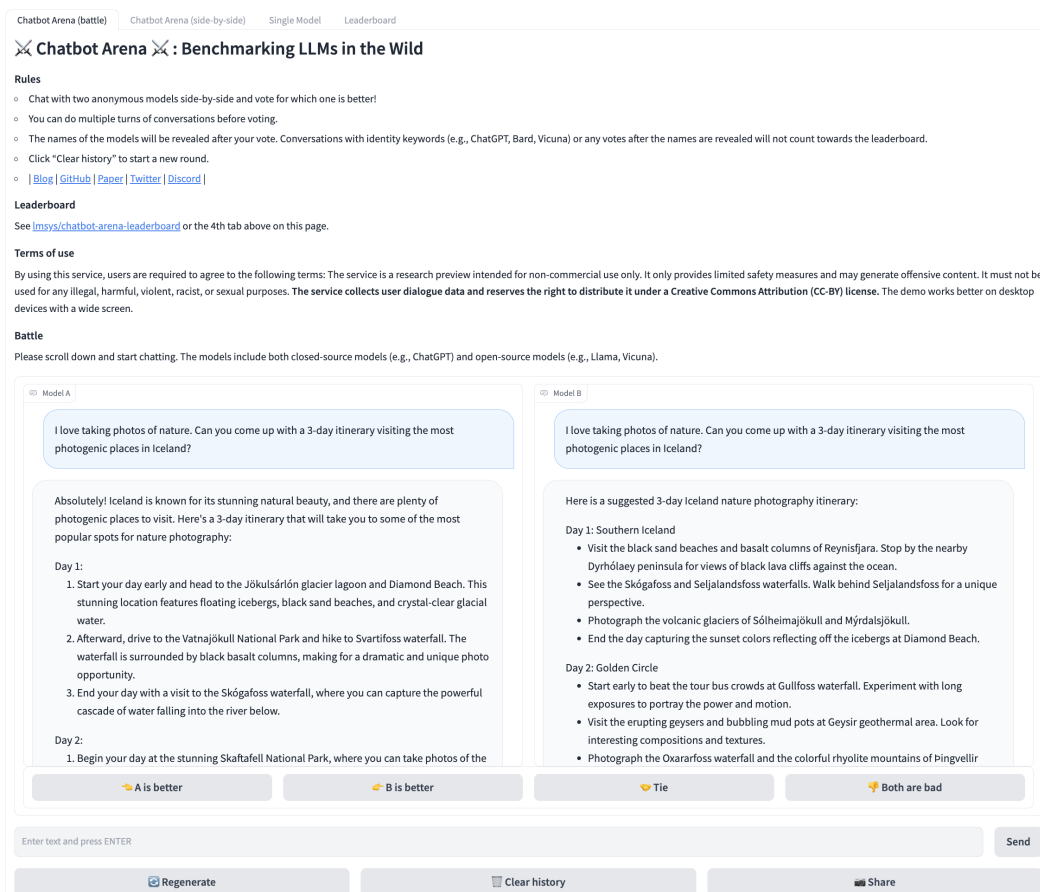 Chatbot Arena (battle) Chatbot Arena (side-by-side) Single Model Leaderboard
⚔️ Chatbot Arena ⚔️ : Benchmarking LLMs in the Wild
Rules
Chat with two anonymous models side-by-side and vote for which one is better!
You can do multiple turns of conversations before voting.
The names of the models will be revealed after your vote. Conversations with identity keywords (e.g., ChatGPT, Bard, Vicuna) or any votes after the names are revealed will not count towards the leaderboard.
Click “Clear history” to start a new round.
| Blog | GitHub | Paper | Twitter | Discord |
Leaderboard
See lmsys/chatbot-arena-leaderboard or the 4th tab above on this page.
Terms of use
By using this service, users are required to agree to the following terms: The service is a research preview intended for non-commercial use only. It only provides limited safety measures and may generate offensive content. It must not be
used for any illegal, harmful, violent, racist, or sexual purposes. The service collects user dialogue data and reserves the right to distribute it under a Creative Commons Attribution (CC-BY) license. The demo works better on desktop
devices with a wide screen.
Battle
Please scroll down and start chatting. The models include both closed-source models (e.g., ChatGPT) and open-source models (e.g., Llama, Vicuna).
Model A
I love taking photos of nature. Can you come up with a 3-day itinerary visiting the most
photogenic places in Iceland?
Absolutely! Iceland is known for its stunning natural beauty, and there are plenty of
photogenic places to visit. Here's a 3-day itinerary that will take you to some of the most
popular spots for nature photography:
Day 1:
1. Start your day early and head to the Jökulsárlón glacier lagoon and Diamond Beach. This
stunning location features floating icebergs, black sand beaches, and crystal-clear glacial
water.
2. Afterward, drive to the Vatnajökull National Park and hike to Svartifoss waterfall. The
waterfall is surrounded by black basalt columns, making for a dramatic and unique photo
opportunity.
3. End your day with a visit to the Skógafoss waterfall, where you can capture the powerful
cascade of water falling into the river below.
Day 2:
1. Begin your day at the stunning Skaftafell National Park, where you can take photos of the
Model B
I love taking photos of nature. Can you come up with a 3-day itinerary visiting the most
photogenic places in Iceland?
Here is a suggested 3-day Iceland nature photography itinerary:
Day 1: Southern Iceland
• Visit the black sand beaches and basalt columns of Reynisfjara. Stop by the nearby
Dyrhólaey peninsula for views of black lava cliffs against the ocean.
• See the Skógafoss and Seljalandsfoss waterfalls. Walk behind Seljalandsfoss for a unique
perspective.
• Photograph the volcanic glaciers of Sólheimajökull and Mýrdalsjökull.
• End the day capturing the sunset colors reflecting off the icebergs at Diamond Beach.
Day 2: Golden Circle
• Start early to beat the tour bus crowds at Gullfoss waterfall. Experiment with long
exposures to portray the power and motion.
• Visit the erupting geysers and bubbling mud pots at Geysir geothermal area. Look for
interesting compositions and textures.
• Photograph the Oxararfoss waterfall and the colorful rhyolite mountains of Þingvellir
👈 A is better 👉 B is better 🤝 Tie 👎 Both are bad
Enter text and press ENTER
Send
🔄 Regenerate 🗑️ Clear history 📷 Share